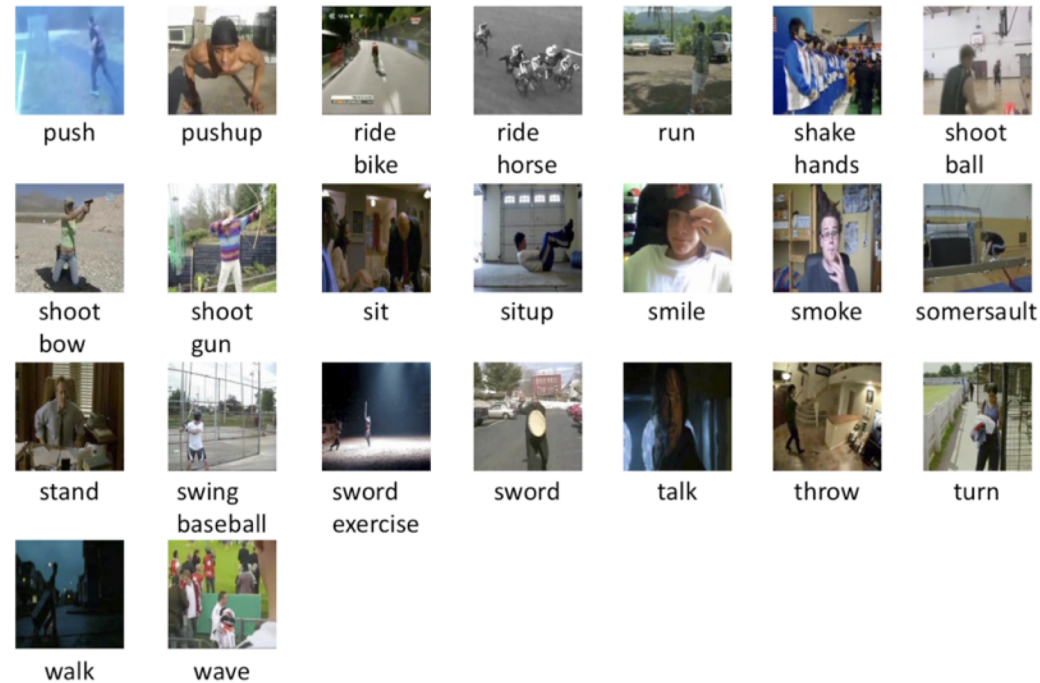 push
pushup
ride
bike
ride
horse
run
shake
hands
shoot
ball
shoot
bow
shoot
gun
sit
situp
smile
smoke
somersault
stand
swing
baseball
sword
exercise
sword
talk
throw
turn
walk
wave